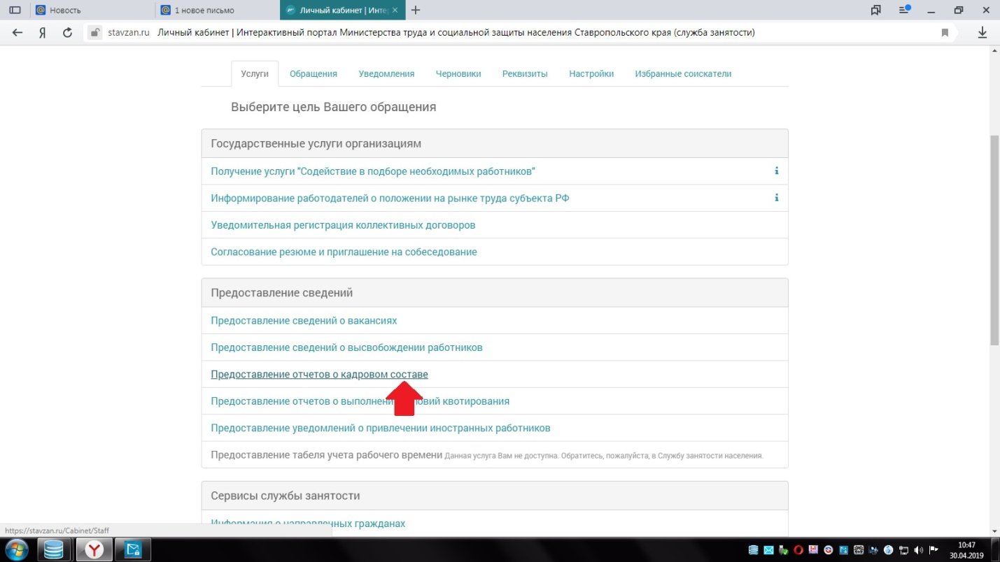 Новость
1 новое письмо
Личный кабинет | Инте
stavzan.ru Личный кабинет | Интерактивный портал Министерства труда и социальной защиты населения Ставропольского края (служба занятости)
Услуги Обращения Уведомления Черновики Реквизиты Настройки Избранные соискатели
Выберите цель Вашего обращения
Государственные услуги организациям
Получение услуги "Содействие в подборе необходимых работников"
Информирование работодателей о положении на рынке труда субъекта РФ
Уведомительная регистрация коллективных договоров
Согласование резюме и приглашение на собеседование
Предоставление сведений
Предоставление сведений о вакансиях
Предоставление сведений о высвобождении работников
Предоставление отчетов о кадровом составе
Предоставление отчетов о выполнени ловий квотирования
Предоставление уведомлений о привлечении иностранных работников
Предоставление табеля учета рабочего времени Данная услуга Вам не доступна. Обратитесь, пожалуйста, в Службу занятости населения.
Сервисы службы занятости
Информация о направленных гражданах
https://stavzan.ru/Cabinet/Staff
10:47
30.04.2019